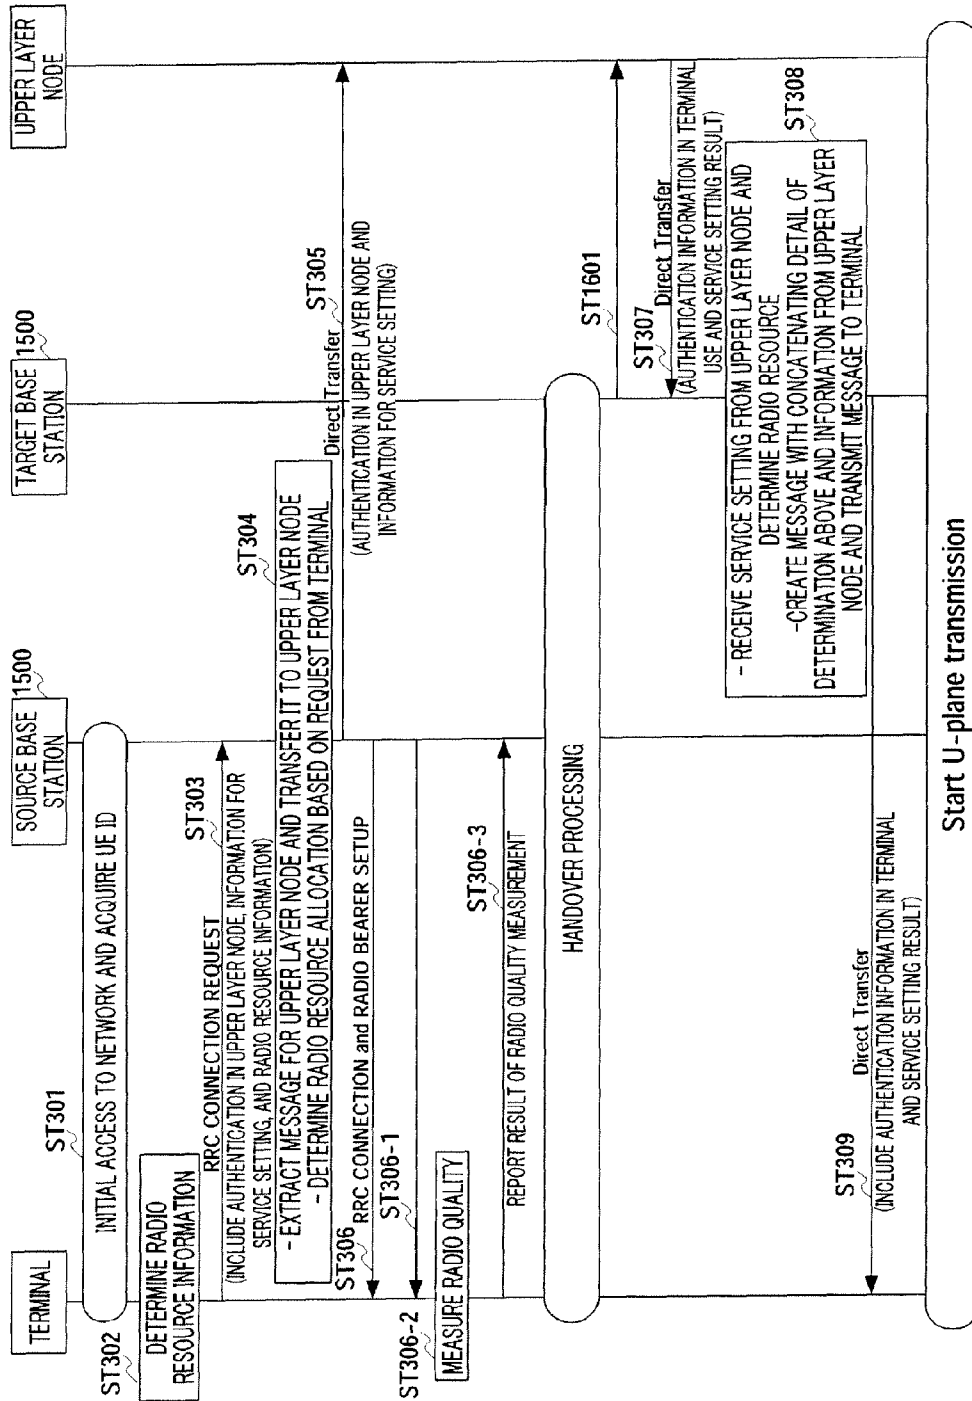 TERMINAL
SOURCE BASE
STATION
1500
TARGET BASE
STATION
1500
UPPER LAYER
NODE
ST301
INITIAL ACCESS TO NETWORK AND ACQUIRE UE ID
ST302
DETERMINE RADIO
RESOURCE INFORMATION
RRC CONNECTION REQUEST
ST303
(INCLUDE AUTHENTICATION IN UPPER LAYER NODE, INFORMATION FOR
SERVICE SETTING, AND RADIO RESOURCE INFORMATION)
ST304
- EXTRACT MESSAGE FOR UPPER LAYER NODE AND TRANSFER IT TO UPPER LAYER NODE
- DETERMINE RADIO RESOURCE ALLOCATION BASED ON REQUEST FROM TERMINAL
Direct Transfer
ST305
(AUTHENTICATION IN UPPER LAYER NODE AND
INFORMATION FOR SERVICE SETTING)
ST306
RRC CONNECTION and RADIO BEARER SETUP
ST306-1
ST306-2
MEASURE RADIO QUALITY
REPORT RESULT OF RADIO QUALITY MEASUREMENT
ST306-3
HANDOVER PROCESSING
ST1601
ST307
Direct Transfer
(AUTHENTICATION INFORMATION IN TERMINAL
USE AND SERVICE SETTING RESULT)
ST308
- RECEIVE SERVICE SETTING FROM UPPER LAYER NODE AND
DETERMINE RADIO RESOURCE
-CREATE MESSAGE WITH CONCATENATING DETAIL OF
DETERMINATION ABOVE AND INFORMATION FROM UPPER LAYER
NODE AND TRANSMIT MESSAGE TO TERMINAL
ST309
Direct Transfer
(INCLUDE AUTHENTICATION INFORMATION IN TERMINAL
AND SERVICE SETTING RESULT)
Start U-plane transmission